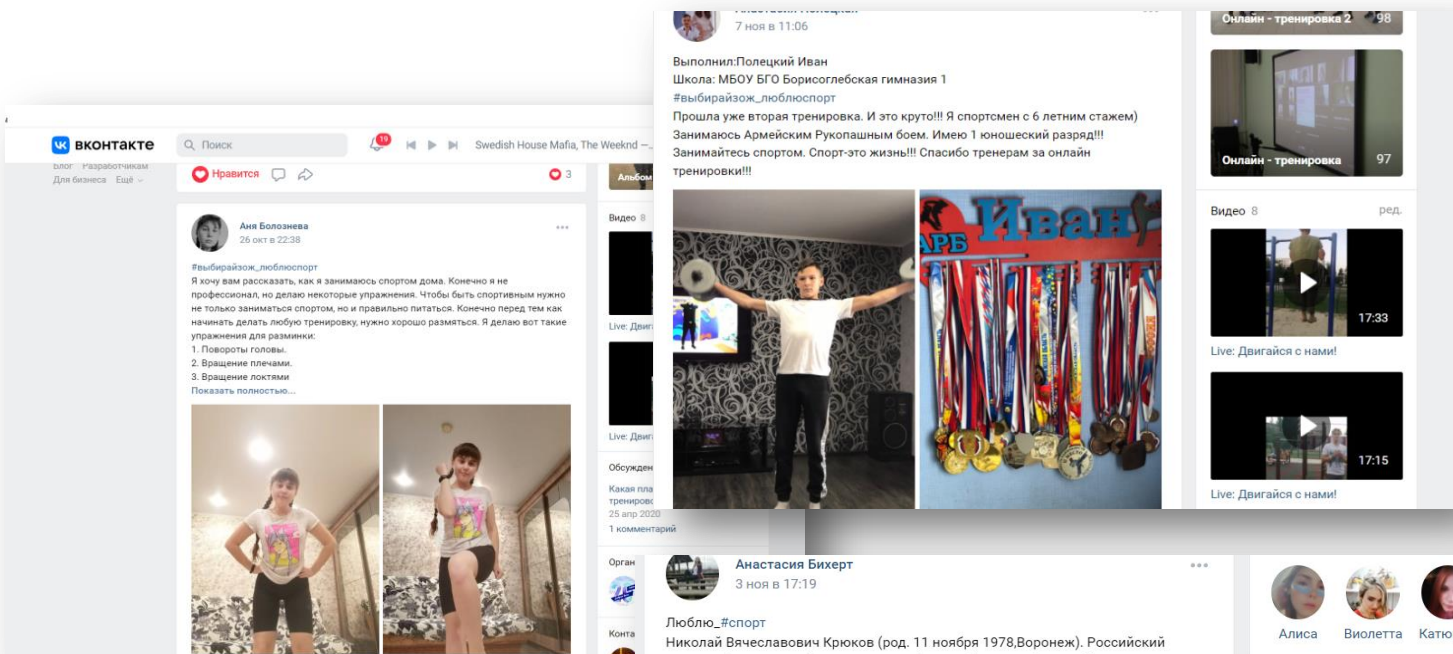 вконтакте
Поиск
19
Swedish House Mafia, The Weeknd —
Блог Разработчикам
Для бизнеса Ещё
Нравится
3
Альбом
Аня Болознева
26 окт в 22:38
#выбирайзож_люблюспорт
Я хочу вам рассказать, как я занимаюсь спортом дома. Конечно я не
профессионал, но делаю некоторые упражнения. Чтобы быть спортивным нужно
не только заниматься спортом, но и правильно питаться. Конечно перед тем как
начинать делать любую тренировку, нужно хорошо размяться. Я делаю вот такие
упражнения для разминки:
1. Повороты головы.
2. Вращение плечами.
3. Вращение локтями
Показать полностью...
Видео 8
Live: Двиг
Live: Двиг
Обсужден
Какая пла
тренирово
25 апр 2020
1 комментарий
Орган
Конта
7 ноя в 11:06
Выполнил:Полецкий Иван
Школа: МБОУ БГО Борисоглебская гимназия 1
#выбирайзож_люблюспорт
Прошла уже вторая тренировка. И это круто!!! Я спортсмен с 6 летним стажем)
Занимаюсь Армейским Рукопашным боем. Имею 1 юношеский разряд!!!
Занимайтесь спортом. Спорт-это жизнь!!! Спасибо тренерам за онлайн
тренировки!!!
АРБ
Иван
Онлайн - тренировка 2 98
Онлайн - тренировка 97
Видео 8 ред.
17:33
Live: Двигайся с нами!
17:15
Live: Двигайся с нами!
Анастасия Бихерт
3 ноя в 17:19
Люблю_#спорт
Николай Вячеславович Крюков (род. 11 ноября 1978,Воронеж). Российский
Алиса Виолетта Катю